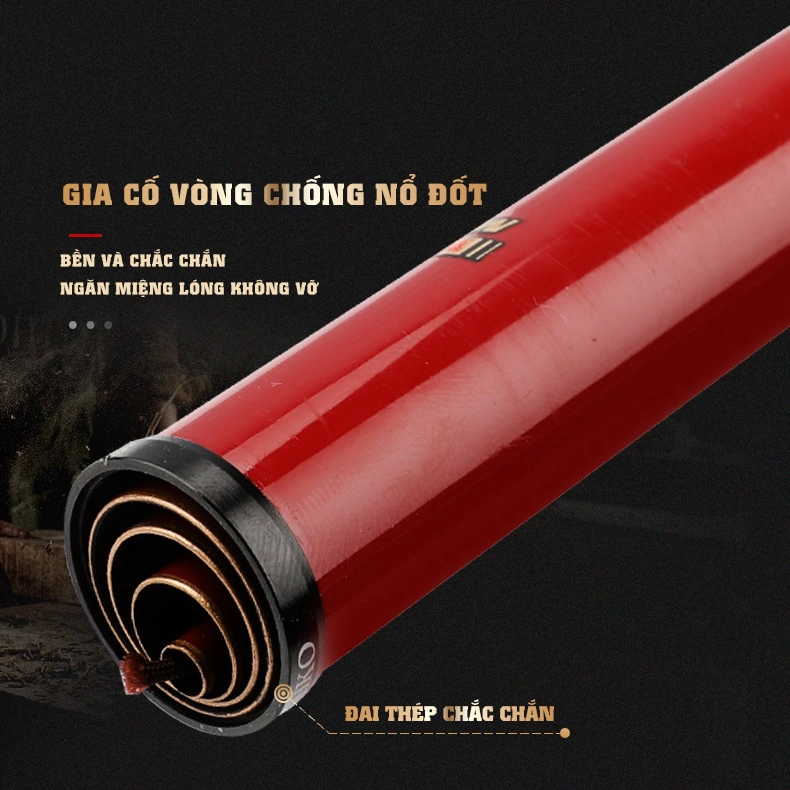 GIA CỐ VÒNG CHỐNG NỔ ĐỐT
BỀN VÀ CHẮC CHẮN
NGĂN MIỆNG LÓNG KHÔNG VỠ
ĐAI THÉP CHẮC CHẮN